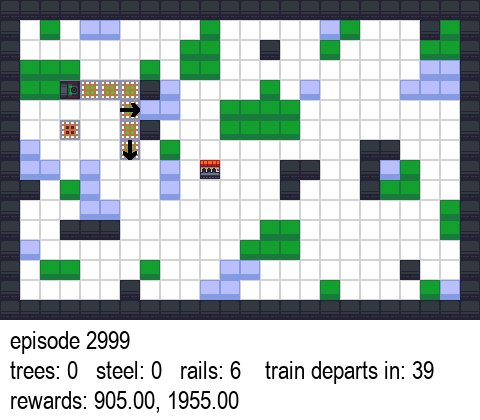 episode 2999
trees: 0 steel: 0 rails: 6 train departs in: 39
rewards: 905.00, 1955.00